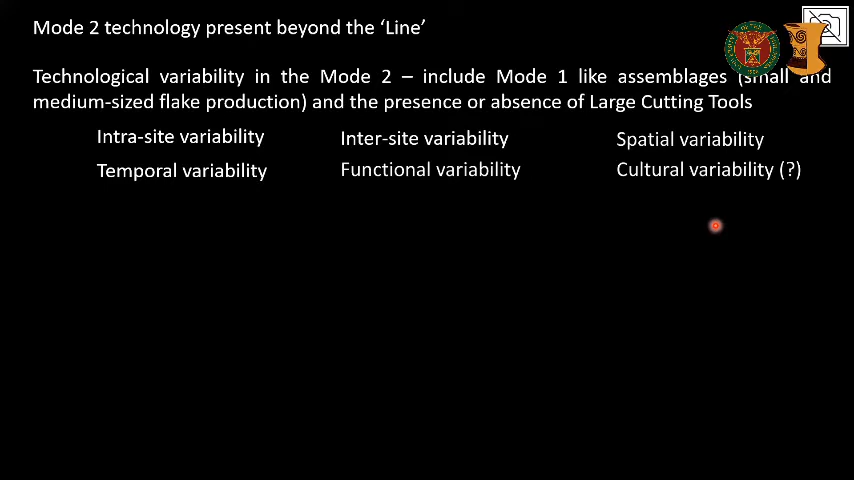 Mode 2 technology present beyond the ‘Line’
Technological variability in the Mode 2 – include Mode 1 like assemblages (small and
medium-sized flake production) and the presence or absence of Large Cutting Tools
Intra-site variability Inter-site variability Spatial variability
Temporal variability Functional variability Cultural variability (?)